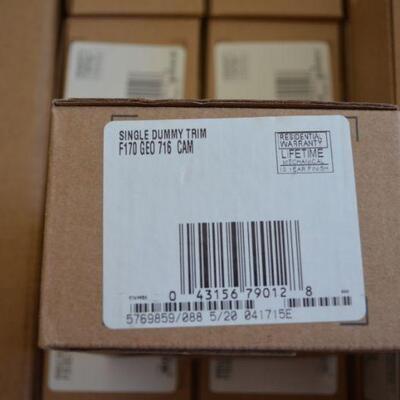 SINGLE DUMMY TRIM
F170 GEO 716 CAM
RESIDENTIAL
WARRANTY
LIFETIME
MECHANICAL
10 YEAR FINISH
0 43156 79012 8
5769859/088 5/20 041715E